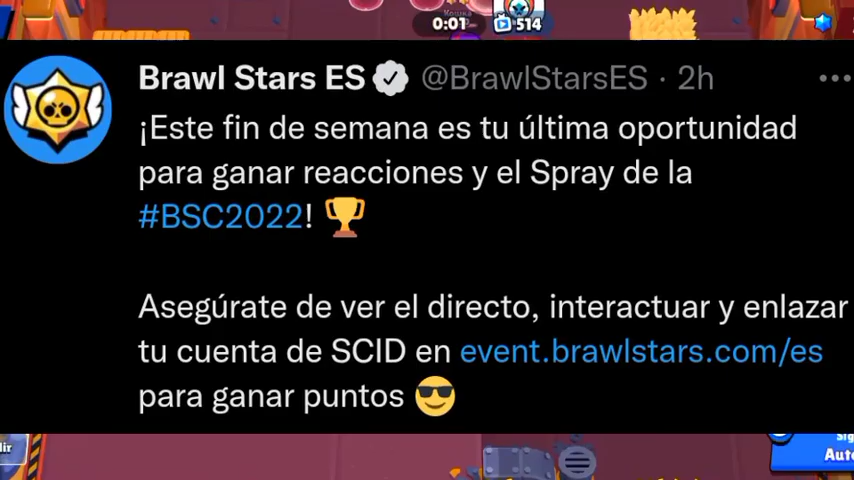 0:01
514
Brawl Stars ES @BrawlStarsES · 2h
¡Este fin de semana es tu última oportunidad
para ganar reacciones y el Spray de la
#BSC2022! 🏆
Asegúrate de ver el directo, interactuar y enlazar
tu cuenta de SCID en event.brawlstars.com/es
para ganar puntos 😎